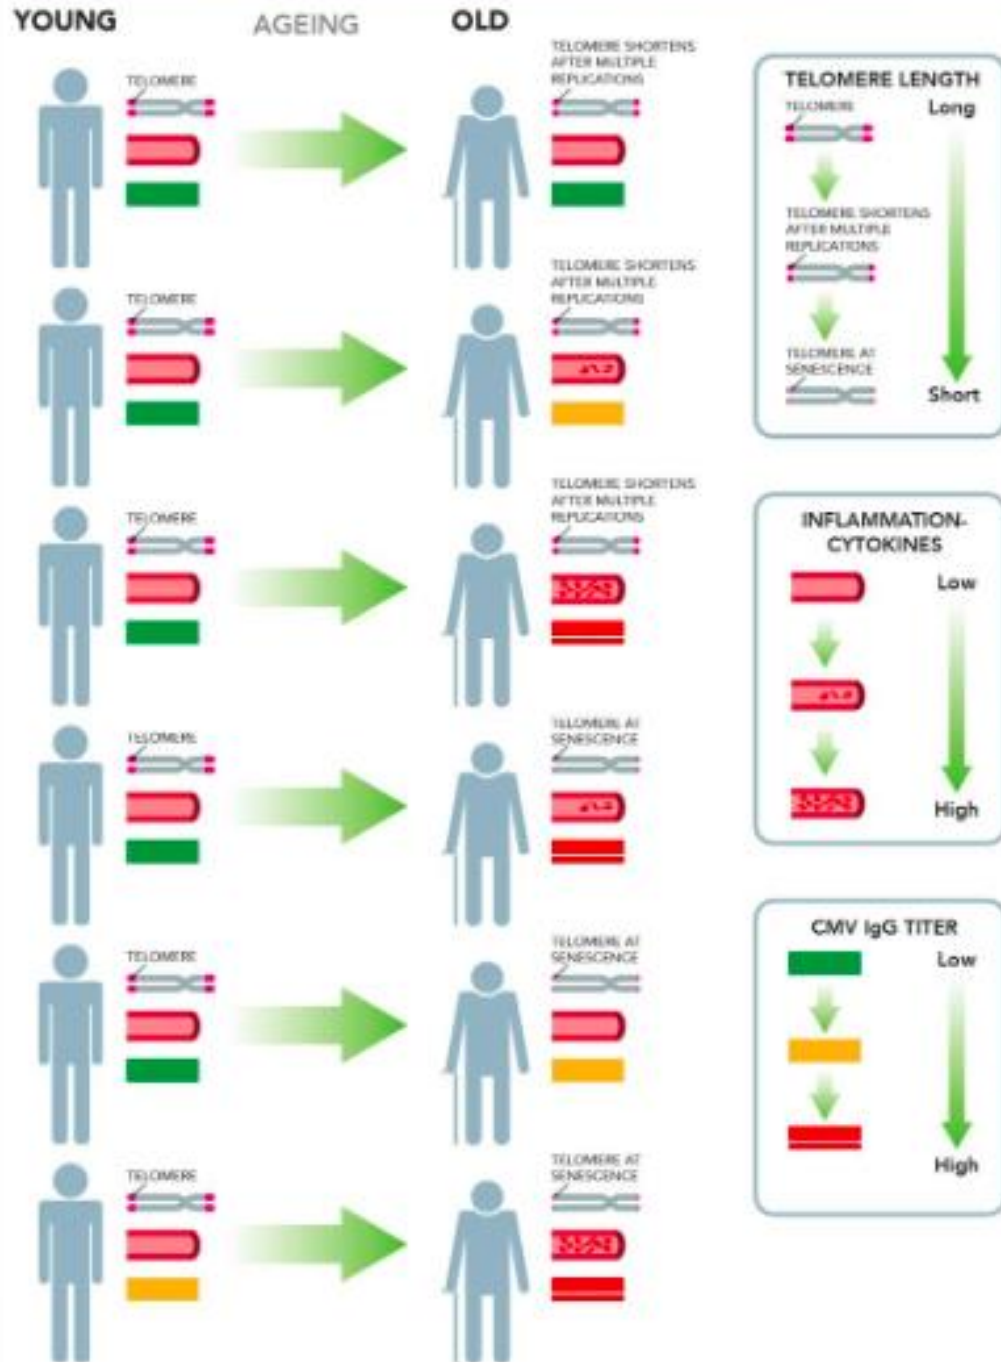 YOUNG
AGEING
OLD
TELOMERE
TELOMERE SHORTENS
AFTER MULTIPLE
REPLICATIONS
TELOMERE
TELOMERE SHORTENS
AFTER MULTIPLE
REPLICATIONS
TELOMERE
TELOMERE SHORTENS
AFTER MULTIPLE
REPLICATIONS
TELOMERE
TELOMERE AT
SENESCENCE
TELOMERE
TELOMERE AT
SENESCENCE
TELOMERE
TELOMERE AT
SENESCENCE
TELOMERE LENGTH
TELOMERE
Long
TELOMERE SHORTENS
AFTER MULTIPLE
REPLICATIONS
TELOMERE AT
SENESCENCE
Short
INFLAMMATION-
CYTOKINES
Low
High
CMV IgG TITER
Low
High